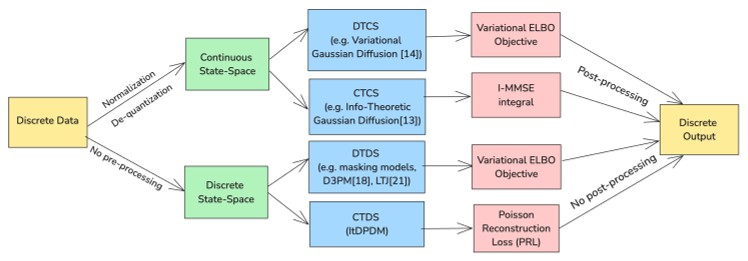 Discrete Data
Normalization
De-quantization
No pre-processing
Continuous
State-Space
Discrete
State-Space
DTCS
(e.g. Variational
Gaussian Diffusion [14])
CTCS
(e.g. Info-Theoretic
Gaussian Diffusion[13])
DTDS
(e.g. masking models,
D3PM[18], LTJ[21])
CTDS
(ItDPDM)
Variational ELBO
Objective
I-MMSE
integral
Variational ELBO
Objective
Poisson
Reconstruction
Loss (PRL)
Post-processing
No post-processing
Discrete
Output